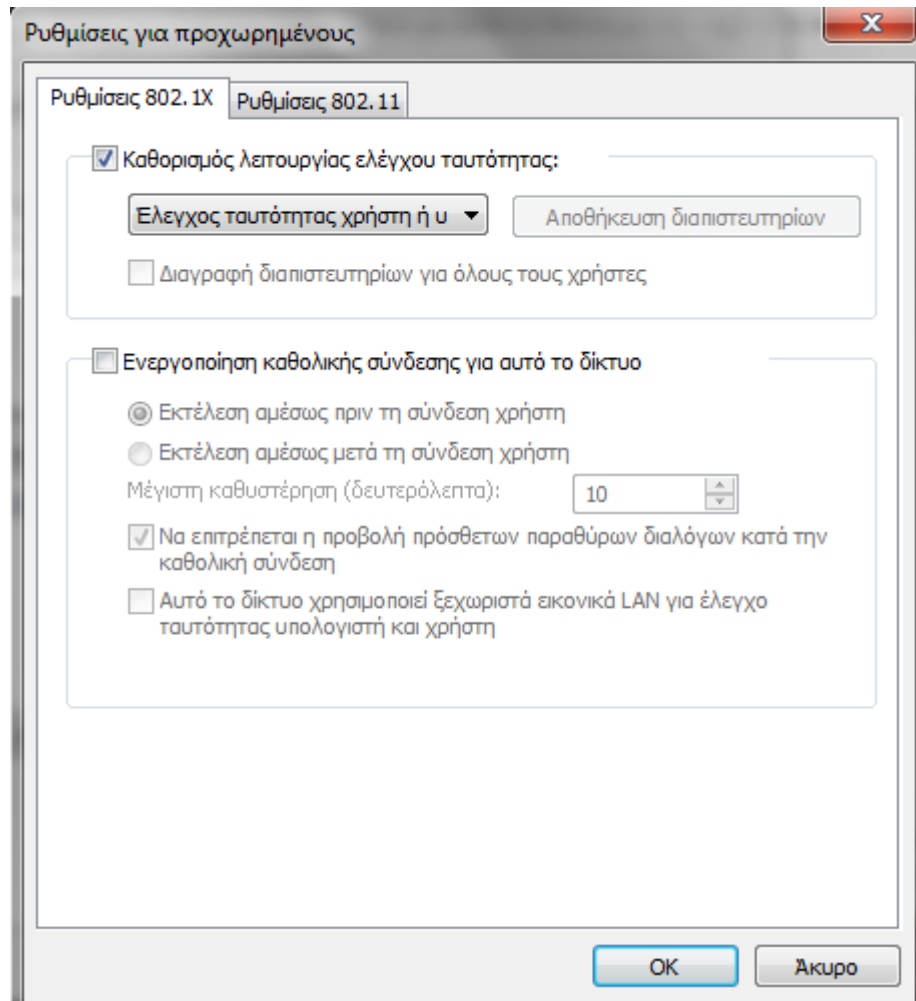 Ρυθμίσεις για προχωρημένους
Ρυθμίσεις 802.1X
Ρυθμίσεις 802.11
Καθορισμός λειτουργίας ελέγχου ταυτότητας:
Έλεγχος ταυτότητας χρήστη ή υ
Αποθήκευση διαπιστευτηρίων
Διαγραφή διαπιστευτηρίων για όλους τους χρήστες
Ενεργοποίηση καθολικής σύνδεσης για αυτό το δίκτυο
Εκτέλεση αμέσως πριν τη σύνδεση χρήστη
Εκτέλεση αμέσως μετά τη σύνδεση χρήστη
Μέγιστη καθυστέρηση (δευτερόλεπτα):
10
Να επιτρέπεται η προβολή πρόσθετων παραθύρων διαλόγων κατά την
καθολική σύνδεση
Αυτό το δίκτυο χρησιμοποιεί ξεχωριστά εικονικά LAN για έλεγχο
ταυτότητας υπολογιστή και χρήστη
OK
Άκυρο